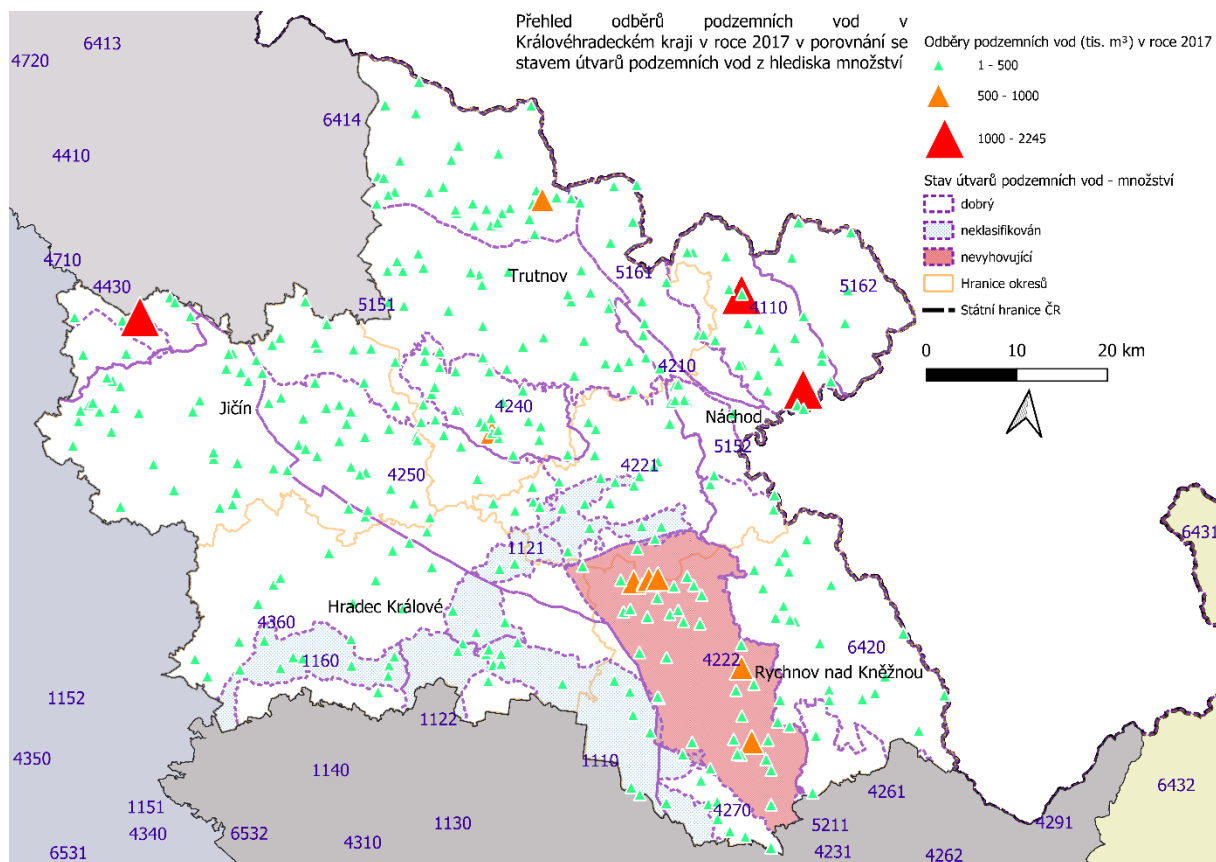 Přehled odběrů podzemních vod v
Královéhradeckém kraji v roce 2017 v porovnání se
stavem útvarů podzemních vod z hlediska množství
Odběry podzemních vod (tis. m³) v roce 2017
1 - 500
500 - 1000
1000 - 2245
Stav útvarů podzemních vod - množství
dobrý
neklasifikován
nevyhovující
Hranice okresů
Státní hranice ČR
0 10 20 km
6413
4720
6414
4410
4710
4430
5151
Trutnov
5161
5162
4110
4210
Jičín
4240
Náchod
5152
4250
4221
6431
1121
Hradec Králové
4360
1160
6420
4222
Rychnov nad Kněžnou
1152
1122
4350
1140
1110
6432
1151
4340
6532
4310
1130
4270
4261
5211
4291
6531
4231
4262